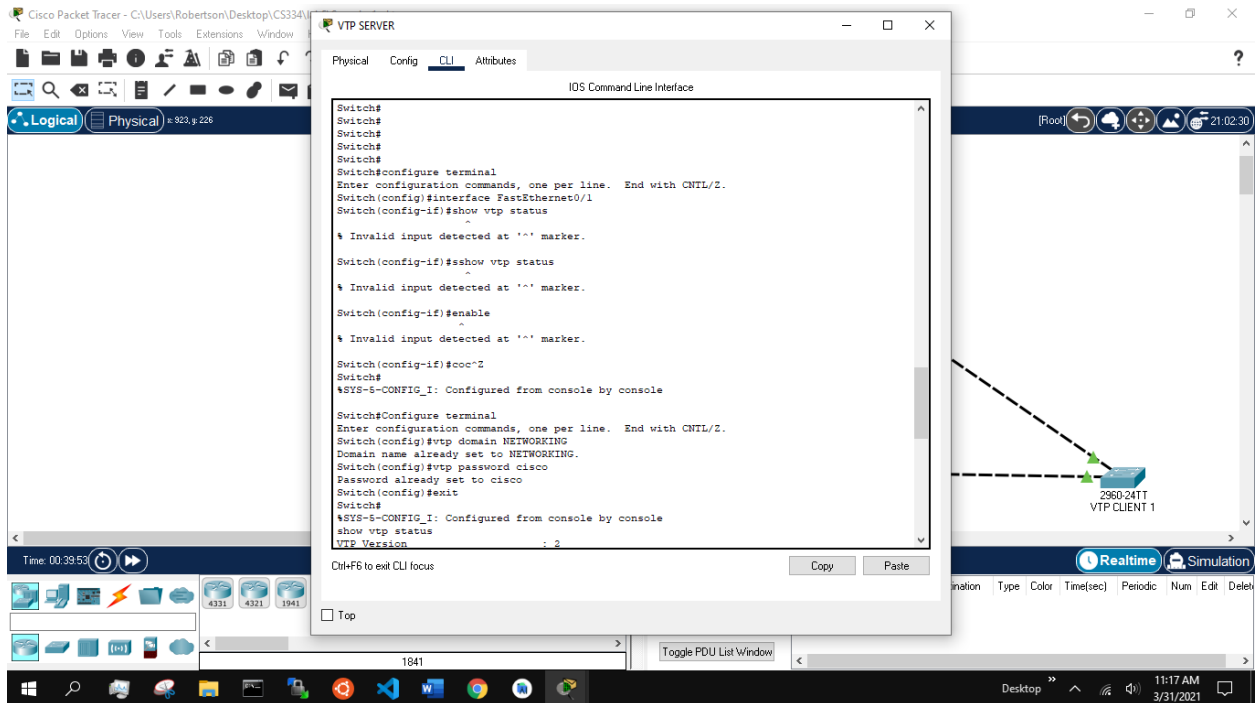 Cisco Packet Tracer - C:\Users\Robertson\Desktop\CS334\
File Edit Options View Tools Extensions Window
?
Logical
Physical
x: 923, y: 226
[Root]
21:02:30
VTP SERVER
Physical Config CLI Attributes
IOS Command Line Interface
Switch#
Switch#
Switch#
Switch#
Switch#
Switch#configure terminal
Enter configuration commands, one per line. End with CNTL/Z.
Switch(config)#interface FastEthernet0/1
Switch(config-if)#show vtp status
^
% Invalid input detected at '^' marker.
Switch(config-if)#sshow vtp status
^
% Invalid input detected at '^' marker.
Switch(config-if)#enable
^
% Invalid input detected at '^' marker.
Switch(config-if)#coc^Z
Switch#
%SYS-5-CONFIG_I: Configured from console by console
Switch#Configure terminal
Enter configuration commands, one per line. End with CNTL/Z.
Switch(config)#vtp domain NETWORKING
Domain name already set to NETWORKING.
Switch(config)#vtp password cisco
Password already set to cisco
Switch(config)#exit
Switch#
%SYS-5-CONFIG_I: Configured from console by console
show vtp status
VTP Version : 2
Ctrl+F6 to exit CLI focus
Copy
Paste
Top
2960-24TT
VTP CLIENT 1
Time: 00:39:53
Realtime
Simulation
4331 4321 1941
1841
ination Type Color Time(sec) Periodic Num Edit Delet
Toggle PDU List Window
Desktop
11:17 AM
3/31/2021